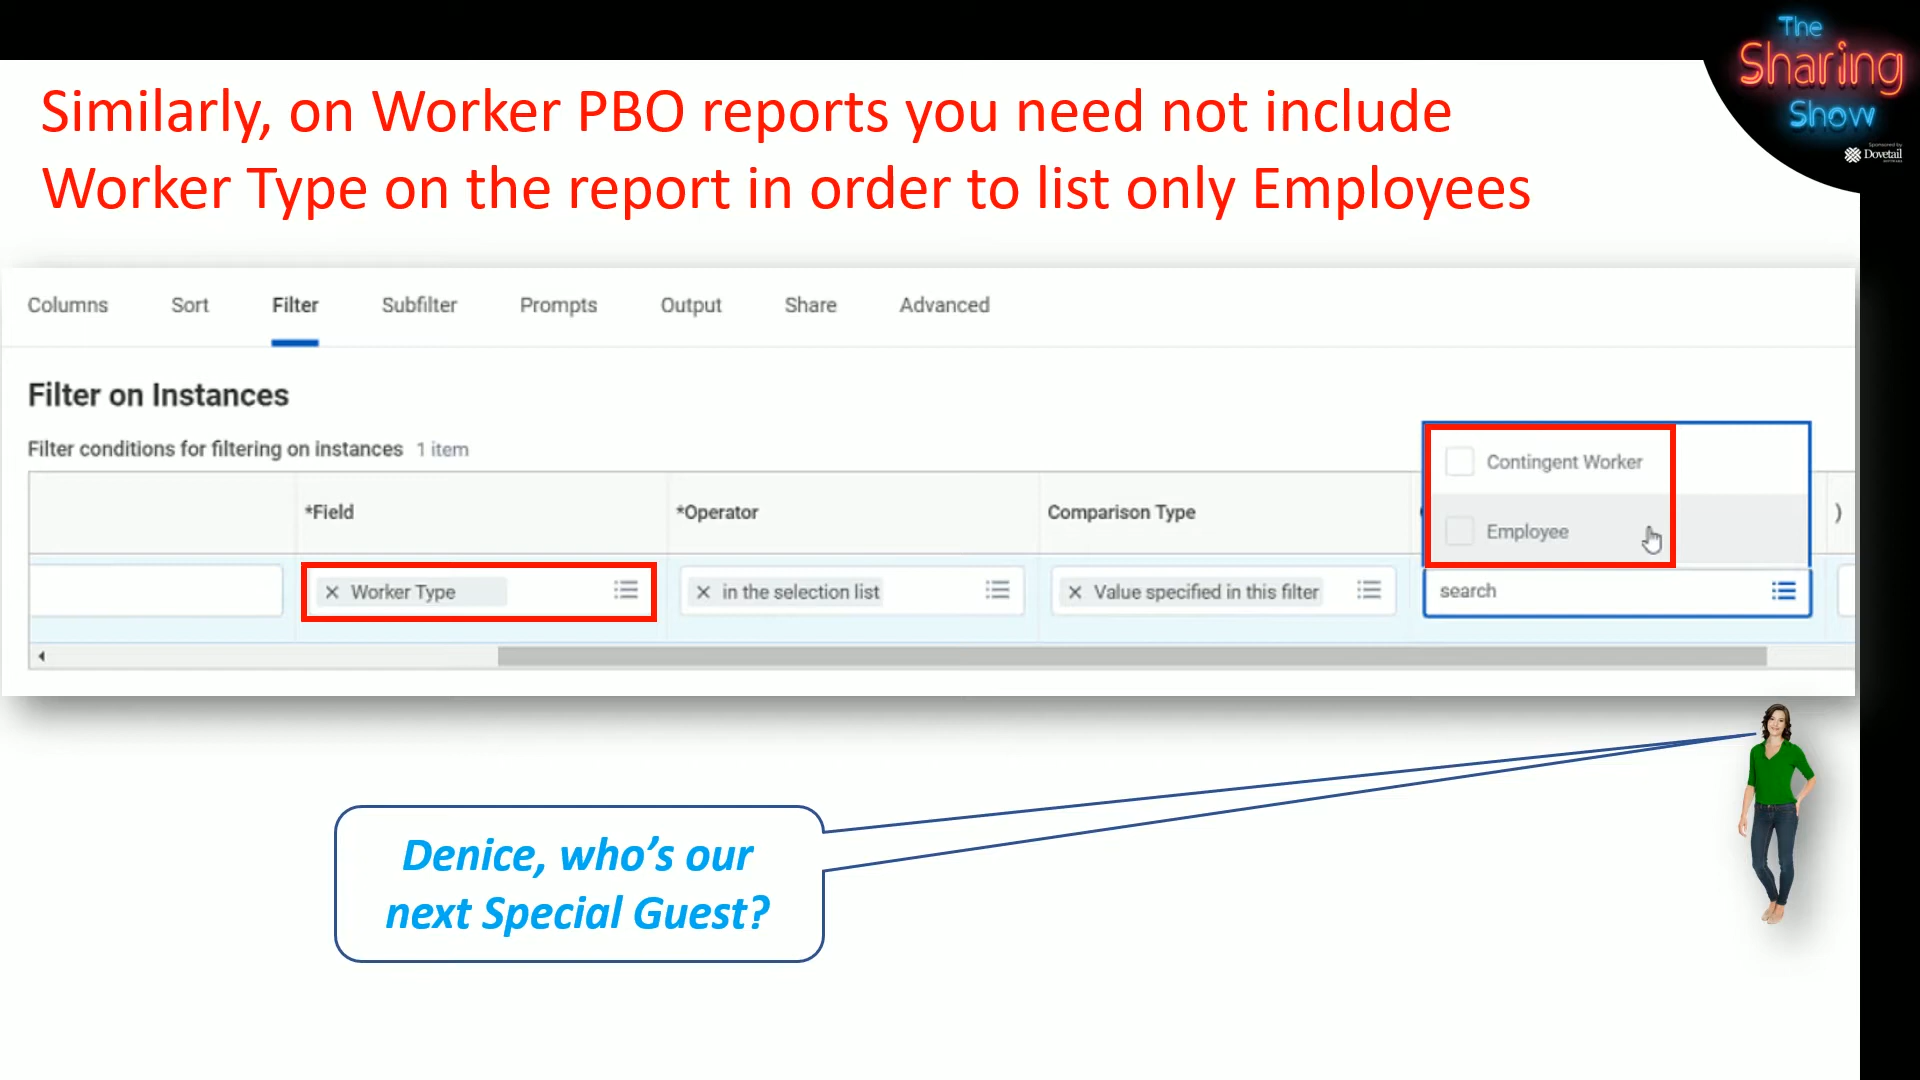 The
Sharing
Show
Sponsored by
Dovetail
Similarly, on Worker PBO reports you need not include
Worker Type on the report in order to list only Employees
Columns Sort Filter Subfilter Prompts Output Share Advanced
Filter on Instances
Filter conditions for filtering on instances 1 item
*Field *Operator Comparison Type )
Contingent Worker
Employee
× Worker Type × in the selection list × Value specified in this filter search
Denice, who's our
next Special Guest?